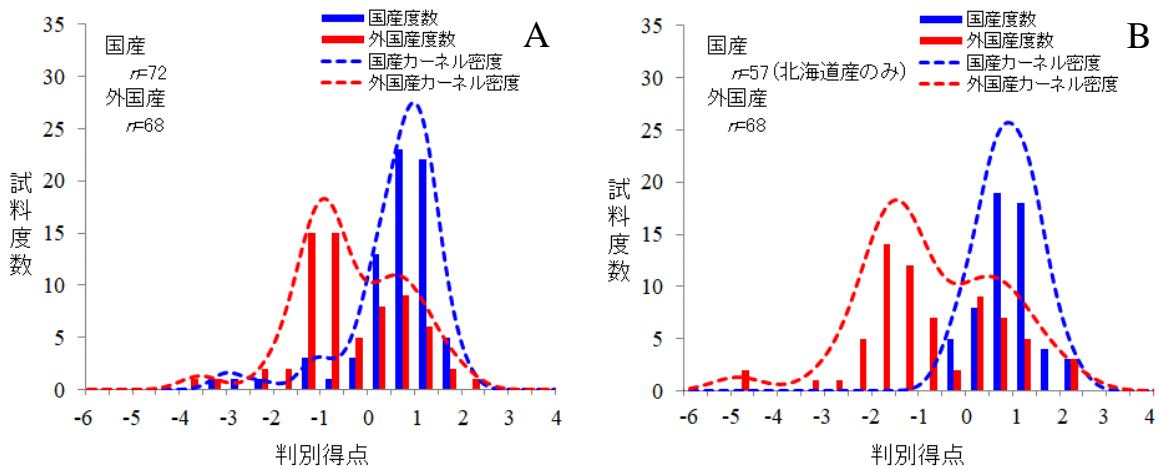 35
30
25
20
15
10
5
0
試料度数
国産
n=72
外国産
n=68
国産度数
外国産度数
国産カーネル密度
外国産カーネル密度
A
-6 -5 -4 -3 -2 -1 0 1 2 3 4
判別得点
35
30
25
20
15
10
5
0
試料度数
国産
n=57(北海道産のみ)
外国産
n=68
国産度数
外国産度数
国産カーネル密度
外国産カーネル密度
B
-6 -5 -4 -3 -2 -1 0 1 2 3 4
判別得点